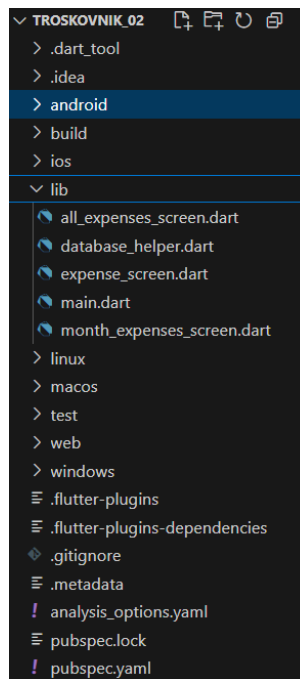 TROSKOVNIK_02
.dart_tool
.idea
android
build
ios
lib
all_expenses_screen.dart
database_helper.dart
expense_screen.dart
main.dart
month_expenses_screen.dart
linux
macos
test
web
windows
.flutter-plugins
.flutter-plugins-dependencies
.gitignore
.metadata
! analysis_options.yaml
pubspec.lock
! pubspec.yaml